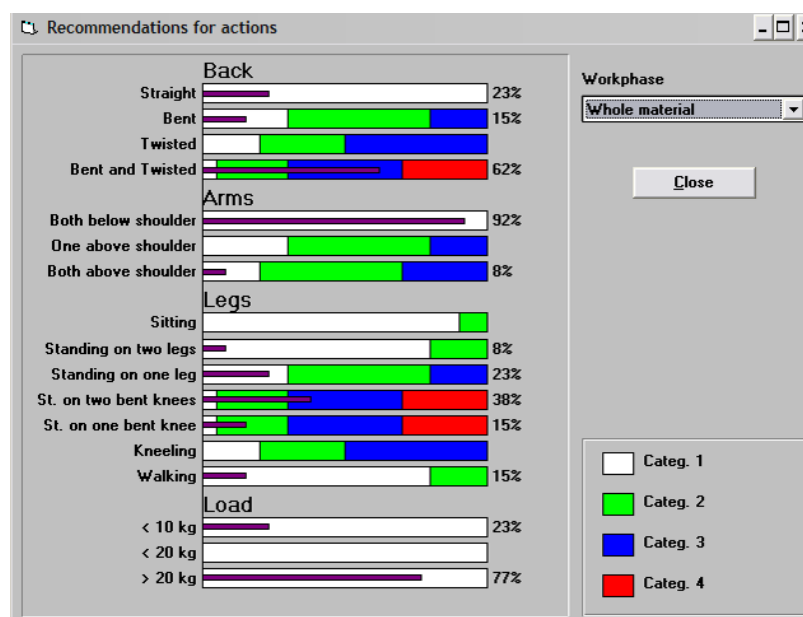 Recommendations for actions
Back
Straight 23%
Bent 15%
Twisted
Bent and Twisted 62%
Arms
Both below shoulder 92%
One above shoulder
Both above shoulder 8%
Legs
Sitting
Standing on two legs 8%
Standing on one leg 23%
St. on two bent knees 38%
St. on one bent knee 15%
Kneeling
Walking 15%
Load
< 10 kg 23%
< 20 kg
> 20 kg 77%
Workphase
Whole material
Close
Categ. 1
Categ. 2
Categ. 3
Categ. 4